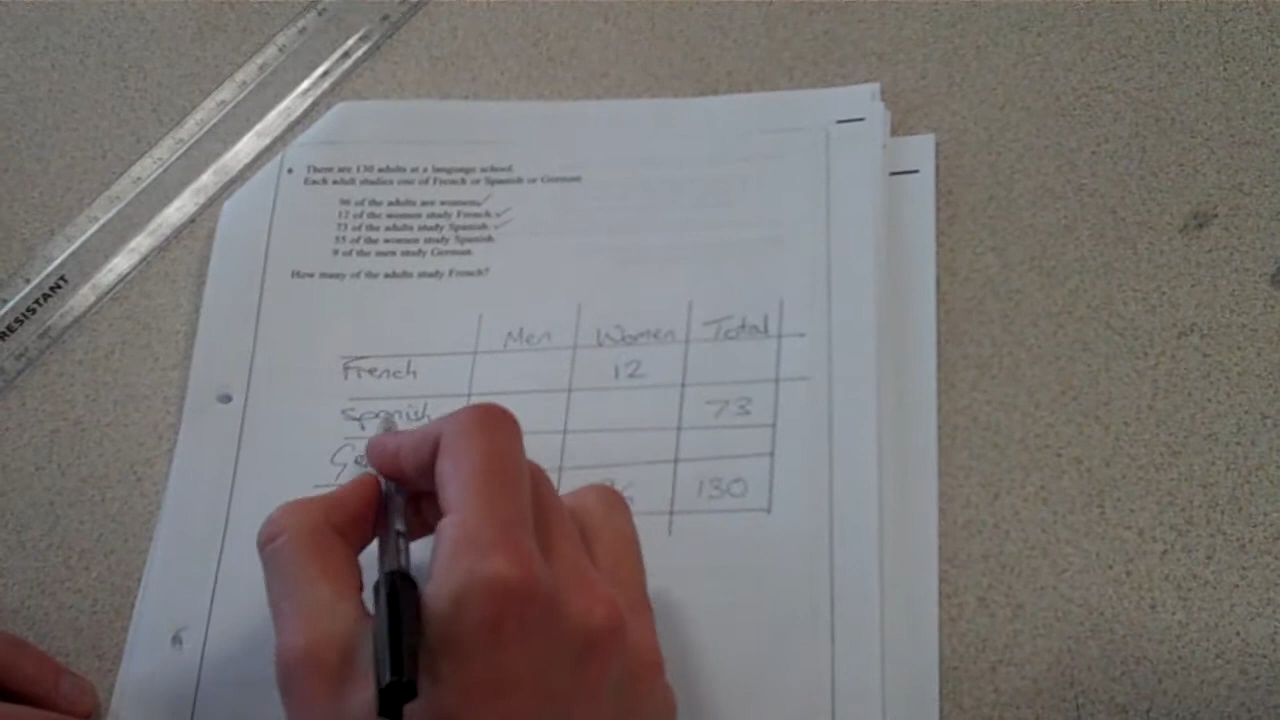 There are 130 adults at a language school.
Each adult studies one of French or Spanish or German.
96 of the adults are women.
12 of the women study French.
73 of the adults study Spanish.
55 of the women study Spanish.
9 of the men study German.
How many of the adults study French?
Men Women Total
French 12
Spanish 73
Ge
96 130
RESISTANT